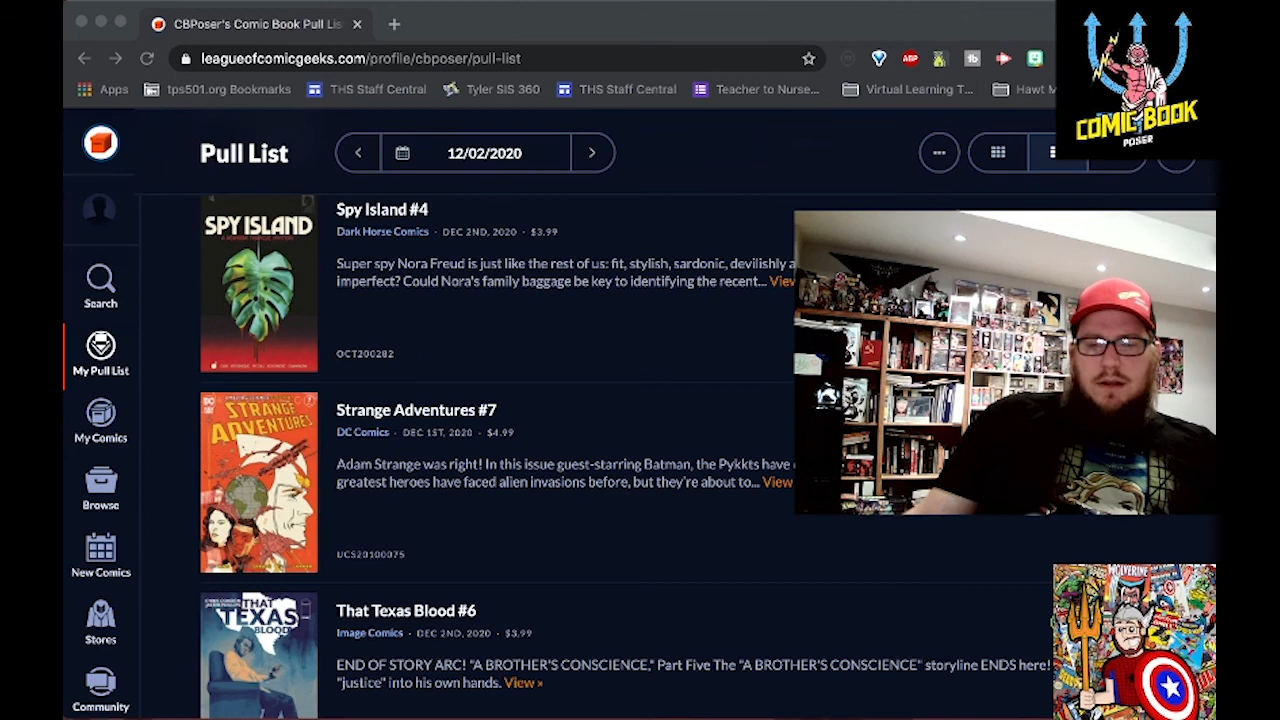 CBPoser's Comic Book Pull Lis
leagueofcomicgeeks.com/profile/cbposer/pull-list
ABP
tb
Apps
tps501.org Bookmarks
THS Staff Central
Tyler SIS 360
THS Staff Central
Teacher to Nurse...
Virtual Learning T...
Hawt M
COMIC BOOK
POSER
Pull List
12/02/2020
Search
My Pull List
My Comics
Browse
New Comics
Stores
Community
SPY ISLAND
Spy Island #4
Dark Horse Comics · DEC 2ND, 2020 · $3.99
Super spy Nora Freud is just like the rest of us: fit, stylish, sardonic, devilishly a
imperfect? Could Nora's family baggage be key to identifying the recent... View
OCT200282
DC
STRANGE
ADVENTURES
Strange Adventures #7
DC Comics · DEC 1ST, 2020 · $4.99
Adam Strange was right! In this issue guest-starring Batman, the Pykkts have
greatest heroes have faced alien invasions before, but they're about to... View
UCS20100075
THAT
TEXAS
BLOOD
That Texas Blood #6
Image Comics · DEC 2ND, 2020 · $3.99
END OF STORY ARC! "A BROTHER'S CONSCIENCE," Part Five The "A BROTHER'S CONSCIENCE" storyline ENDS here!
"justice" into his own hands. View »
WOLVERINE